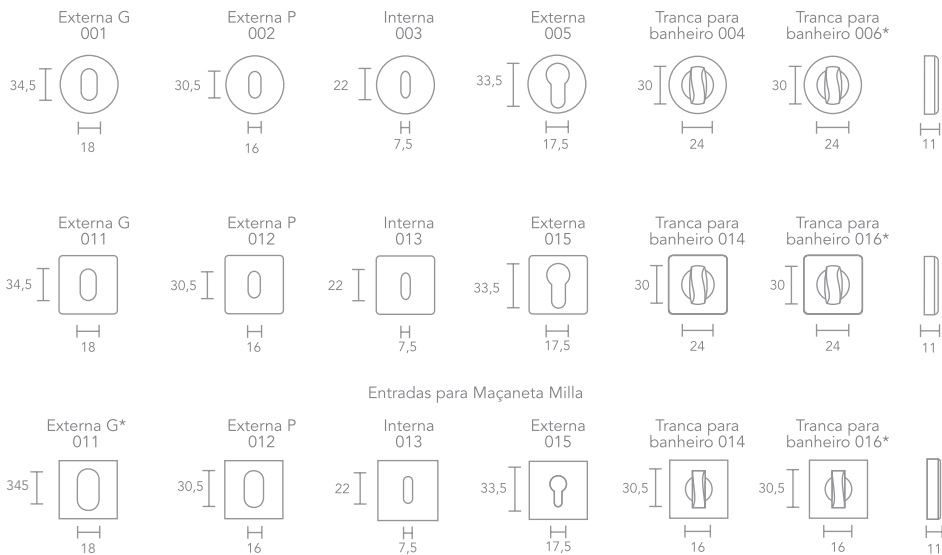 Externa G
001
Externa P
002
Interna
003
Externa
005
Tranca para
banheiro 004
Tranca para
banheiro 006*
34,5
30,5
22
33,5
30
30
18
16
7,5
17,5
24
24
11
Externa G
011
Externa P
012
Interna
013
Externa
015
Tranca para
banheiro 014
Tranca para
banheiro 016*
34,5
30,5
22
33,5
30
30
18
16
7,5
17,5
24
24
11
Entradas para Maçaneta Milla
Externa G*
011
Externa P
012
Interna
013
Externa
015
Tranca para
banheiro 014
Tranca para
banheiro 016*
345
30,5
22
33,5
30,5
30,5
18
16
7,5
17,5
16
16
11